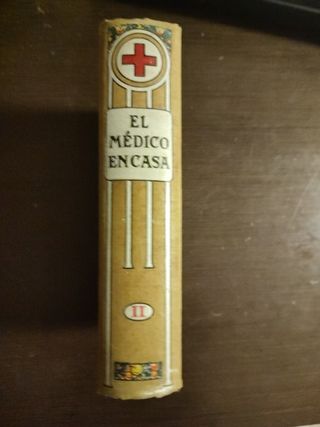 EL
MÉDICO
EN CASA
II